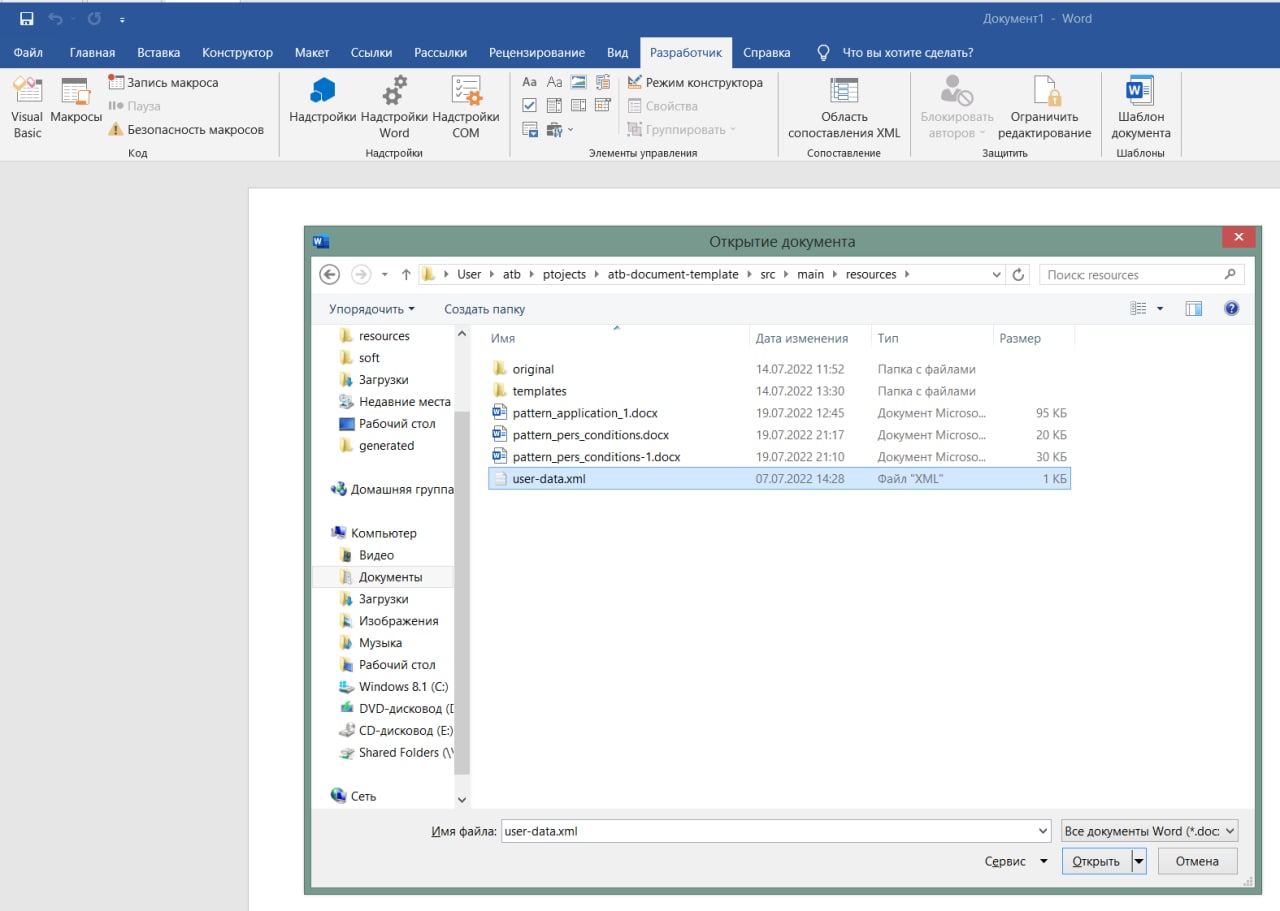 Документ1 - Word
Файл Главная Вставка Конструктор Макет Ссылки Рассылки Рецензирование Вид Разработчик Справка Что вы хотите сделать?
Visual Basic
Макросы
Запись макроса
Пауза
Безопасность макросов
Код
Надстройки
Надстройки Word
Надстройки COM
Надстройки
Aa Aa
Режим конструктора
Свойства
Группировать
Элементы управления
Область сопоставления XML
Сопоставление
Блокировать авторов
Ограничить редактирование
Защитить
Шаблон документа
Шаблоны
Открытие документа
User atb ptojects atb-document-template src main resources
Поиск: resources
Упорядочить Создать папку
resources
soft
Загрузки
Недавние места
Рабочий стол
generated
Домашняя группа
Компьютер
Видео
Документы
Загрузки
Изображения
Музыка
Рабочий стол
Windows 8.1 (C:)
DVD-дисковод (D
CD-дисковод (E:)
Shared Folders (\\
Сеть
Имя Дата изменения Тип Размер
original 14.07.2022 11:52 Папка с файлами
templates 14.07.2022 13:30 Папка с файлами
pattern_application_1.docx 19.07.2022 12:45 Документ Microso... 95 КБ
pattern_pers_conditions.docx 19.07.2022 21:17 Документ Microso... 20 КБ
pattern_pers_conditions-1.docx 19.07.2022 21:10 Документ Microso... 30 КБ
user-data.xml 07.07.2022 14:28 Файл "XML" 1 КБ
Имя файла: user-data.xml Все документы Word (*.doc:
Сервис Открыть Отмена